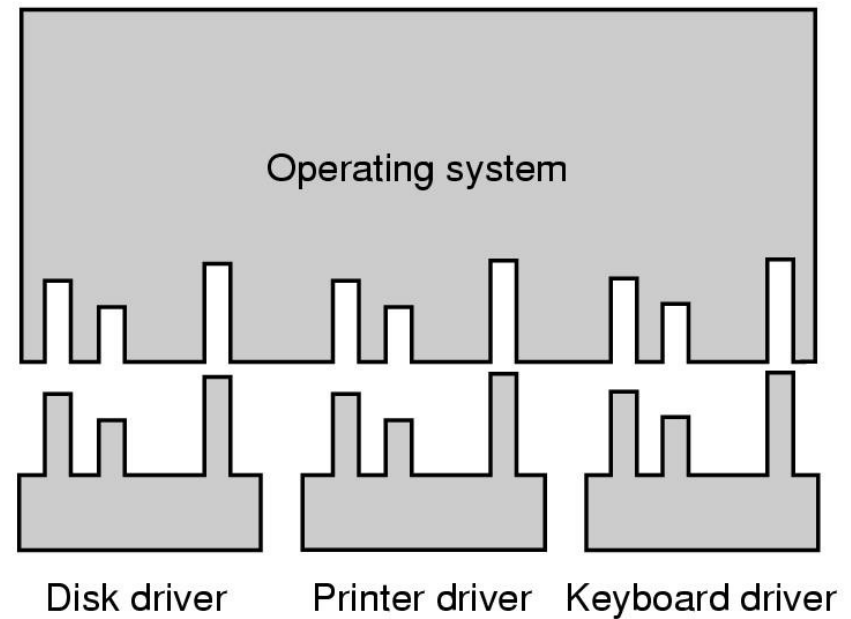 Operating system
Disk driver
Printer driver
Keyboard driver